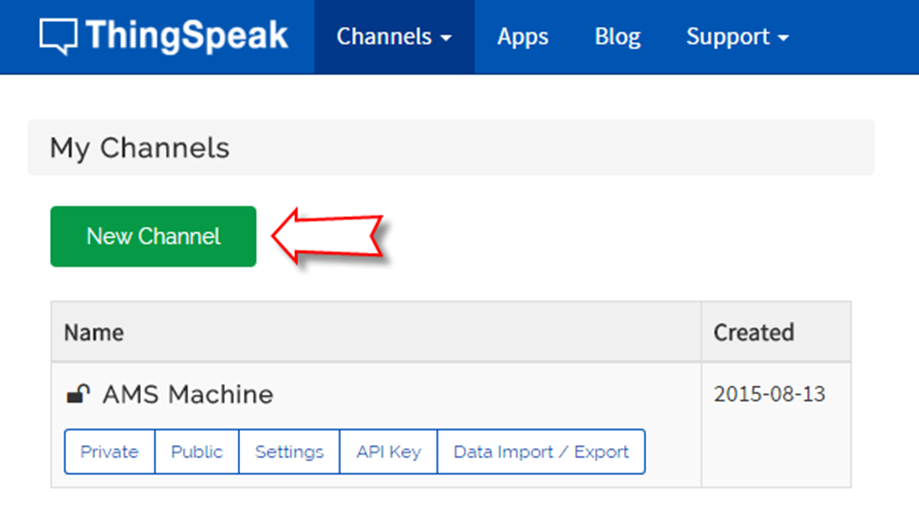 ThingSpeak Channels Apps Blog Support
My Channels
New Channel
Name Created
AMS Machine 2015-08-13
Private Public Settings API Key Data Import / Export